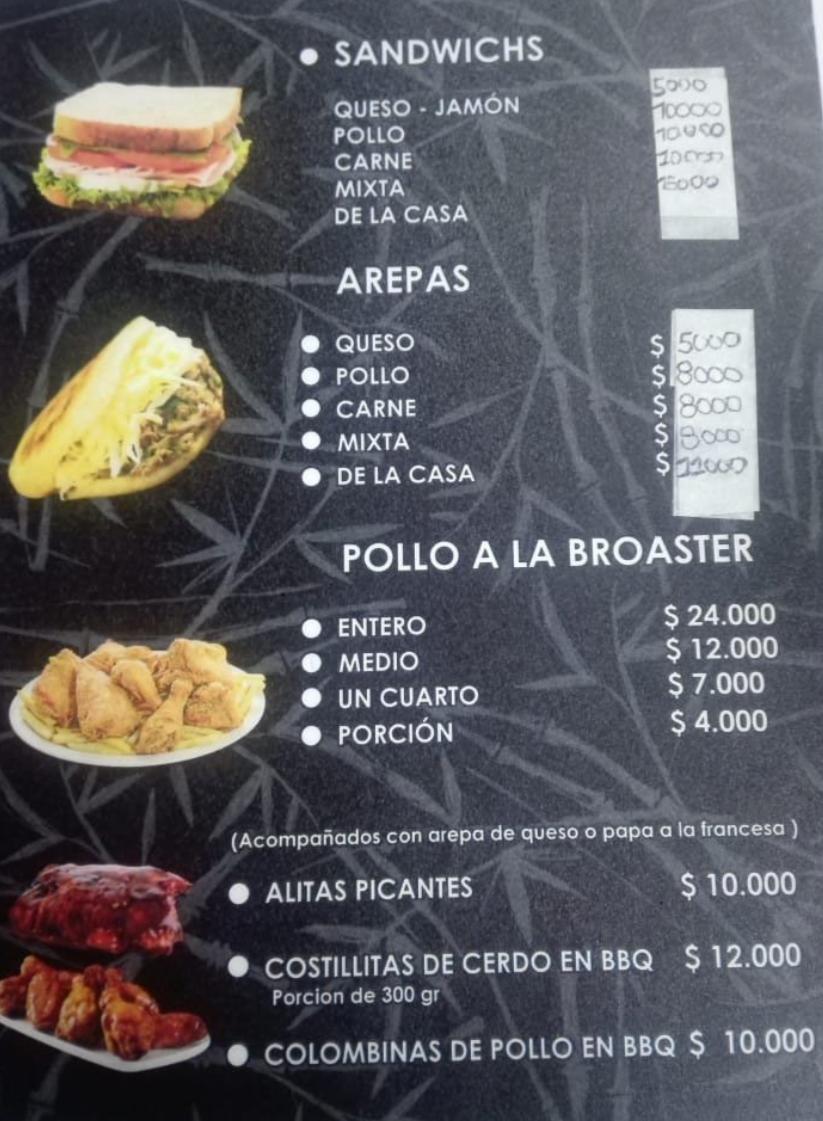 SANDWICHS
5000
QUESO - JAMÓN 10000
POLLO 10000
CARNE 10000
MIXTA 15000
DE LA CASA
AREPAS
QUESO $ 5000
POLLO $ 8000
CARNE $ 8000
MIXTA $ 8000
DE LA CASA $ 11000
POLLO A LA BROASTER
ENTERO $ 24.000
MEDIO $ 12.000
UN CUARTO $ 7.000
PORCIÓN $ 4.000
(Acompañados con arepa de queso o papa a la francesa )
ALITAS PICANTES $ 10.000
COSTILLITAS DE CERDO EN BBQ $ 12.000
Porcion de 300 gr
COLOMBINAS DE POLLO EN BBQ $ 10.000